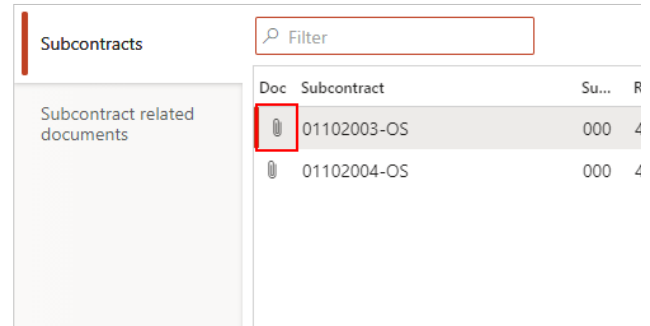 Subcontracts
Filter
Subcontract related
documents
Doc Subcontract Su... R
01102003-OS 000 4
01102004-OS 000 4